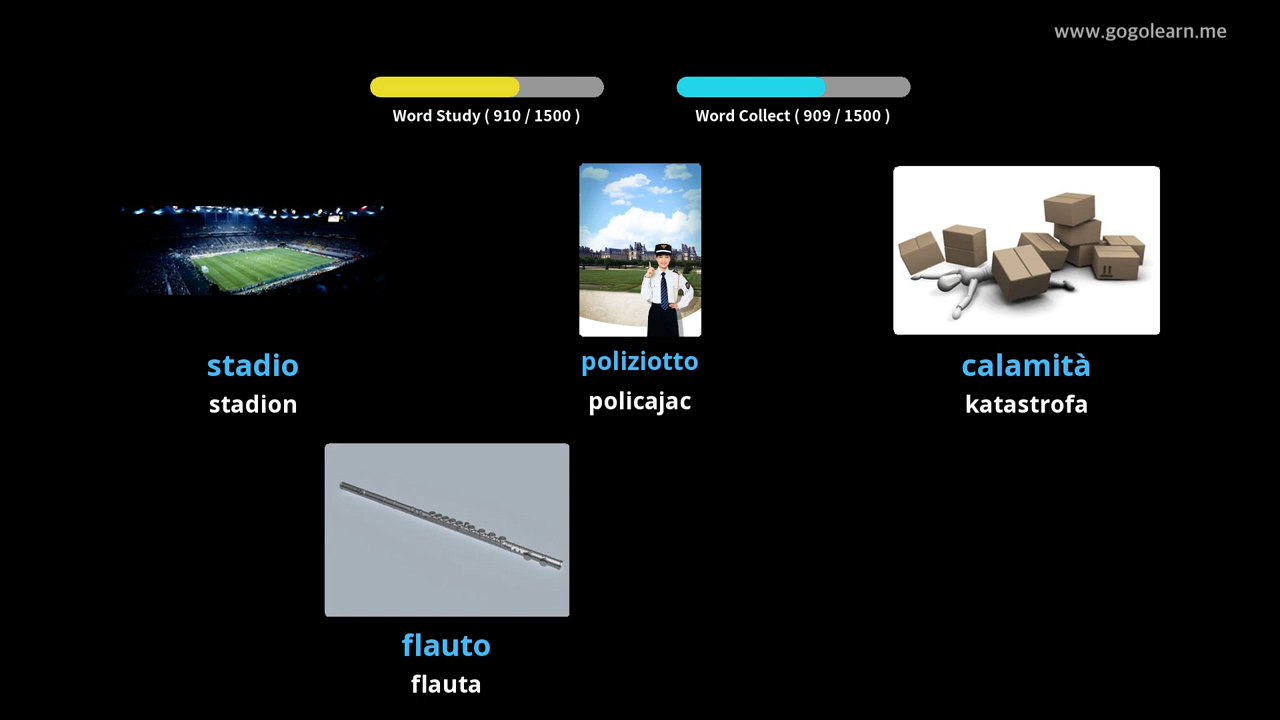 www.gogolearn.me
Word Study ( 910 / 1500 )
Word Collect ( 909 / 1500 )
stadio
stadion
poliziotto
policajac
calamità
katastrofa
flauto
flauta